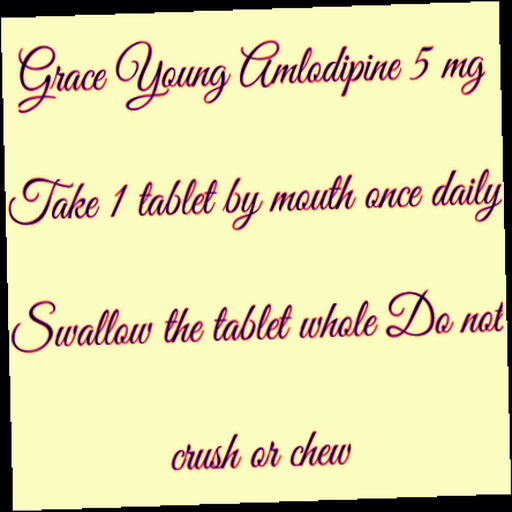 Grace Young Amlodipine 5 mg
Take 1 tablet by mouth once daily
Swallow the tablet whole Do not
crush or chew